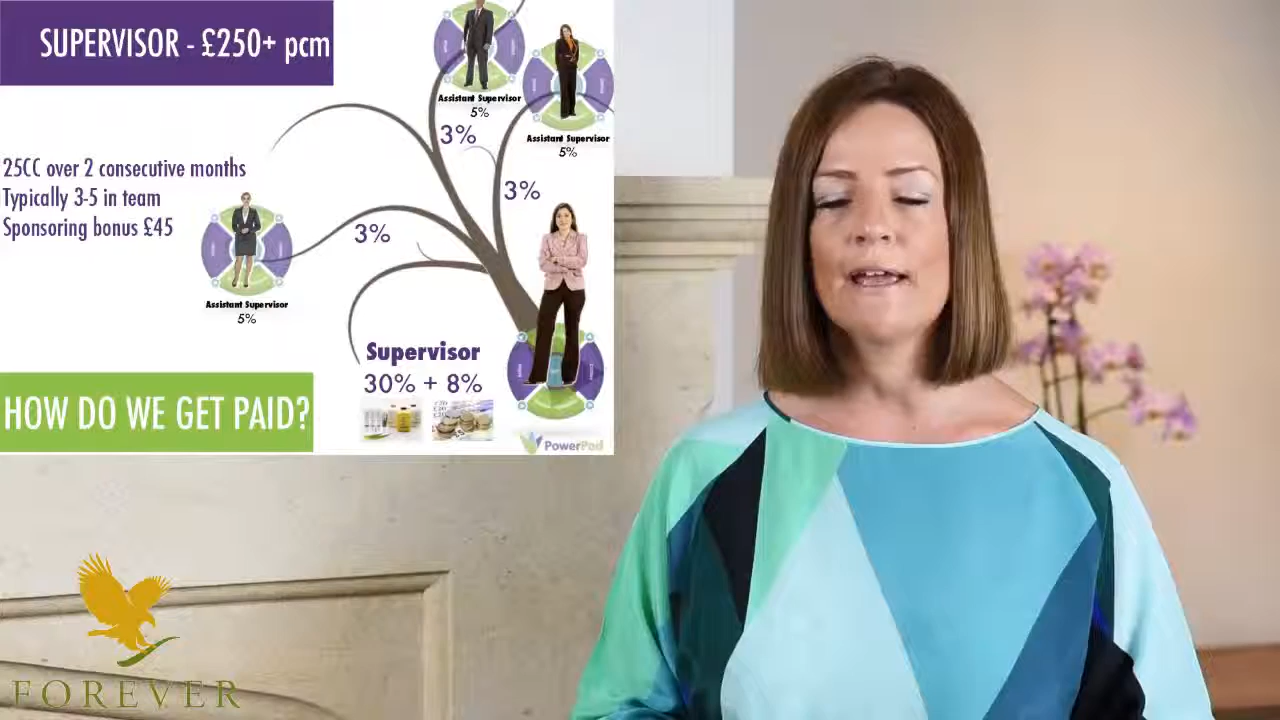 SUPERVISOR - £250+ pcm
25CC over 2 consecutive months
Typically 3-5 in team
Sponsoring bonus £45
Assistant Supervisor
5%
Assistant Supervisor
5%
3%
3%
3%
Assistant Supervisor
5%
Supervisor
30% + 8%
HOW DO WE GET PAID?
PowerPod
FOREVER